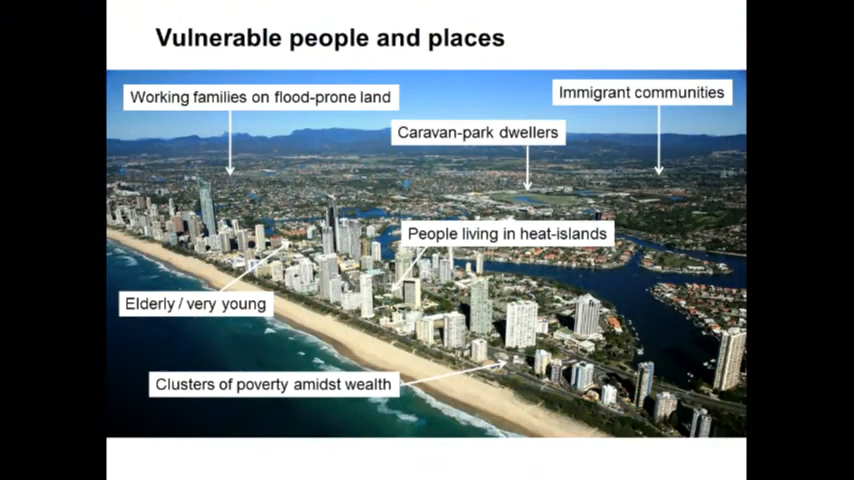 Vulnerable people and places
Working families on flood-prone land
Immigrant communities
Caravan-park dwellers
People living in heat-islands
Elderly / very young
Clusters of poverty amidst wealth